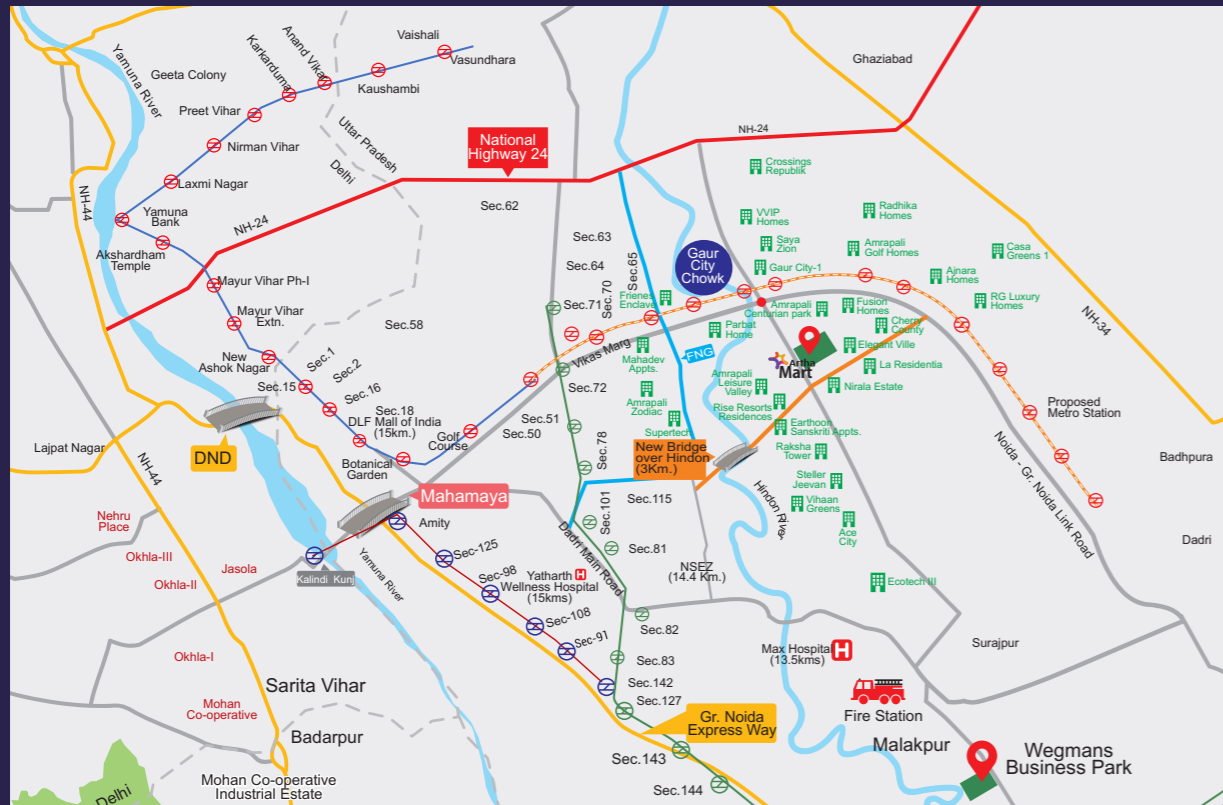 Yamuna River
Geeta Colony
Karkarduma
Anand Vikar
Vaishali
Vasundhara
Kaushambi
Preet Vihar
Nirman Vihar
Laxmi Nagar
Yamuna
Bank
Akshardham
Temple
Mayur Vihar Ph-I
Mayur Vihar
Extn.
New
Ashok Nagar
Sec.15
Sec.1
Sec.2
Sec.16
Sec.18
DLF Mall of India
(15km.)
Botanical
Garden
Golf
Course
NH-44
NH-24
Uttar Pradesh
Delhi
National
Highway 24
NH-24
Ghaziabad
Sec.62
Sec.63
Sec.64
Sec.65
Sec.70
Sec.71
Sec.58
Frienes
Enclave
Gaur
City
Chowk
Crossings
Republik
VVIP
Homes
Radhika
Homes
Saya
Zion
Amrapali
Golf Homes
Casa
Greens 1
Gaur City-1
Ajnara
Homes
RG Luxury
Homes
NH-34
Amrapali
Centurian park
Fusion
Homes
Cherry
County
Parbat
Home
Elegant Ville
Vikas Marg
Mahadev
Appts.
FNG
Artha
Mart
La Residentia
Amrapali
Leisure
Valley
Nirala Estate
Sec.72
Amrapali
Zodiac
Rise Resorts
Residences
Supertech
Earthoon
Sanskriti Appts.
Sec.51
Sec.50
Sec.78
New Bridge
over Hindon
(3Km.)
Raksha
Tower
Steller
Jeevan
Vihaan
Greens
Ace
City
Hindon River
Proposed
Metro Station
Badhpura
Noida - Gr. Noida Link Road
Dadri
Lajpat Nagar
DND
NH-44
Mahamaya
Amity
Sec.115
Sec.101
Sec.81
Dadri Main Road
NSEZ
(14.4 Km.)
Ecotech III
Nehru
Place
Okhla-III
Okhla-II
Jasola
Kalindi Kunj
Yamuna River
Sec-125
Sec-98
Yatharth
Wellness Hospital
(15kms)
H
Sec-108
Sec-91
Sec.82
Sec.83
Sec.142
Sec.127
Max Hospital
(13.5kms)
H
Surajpur
Okhla-I
Sarita Vihar
Mohan
Co-operative
Badarpur
Fire Station
Gr. Noida
Express Way
Malakpur
Wegmans
Business Park
Sec.143
Sec.144
Mohan Co-operative
Industrial Estate
Delhi